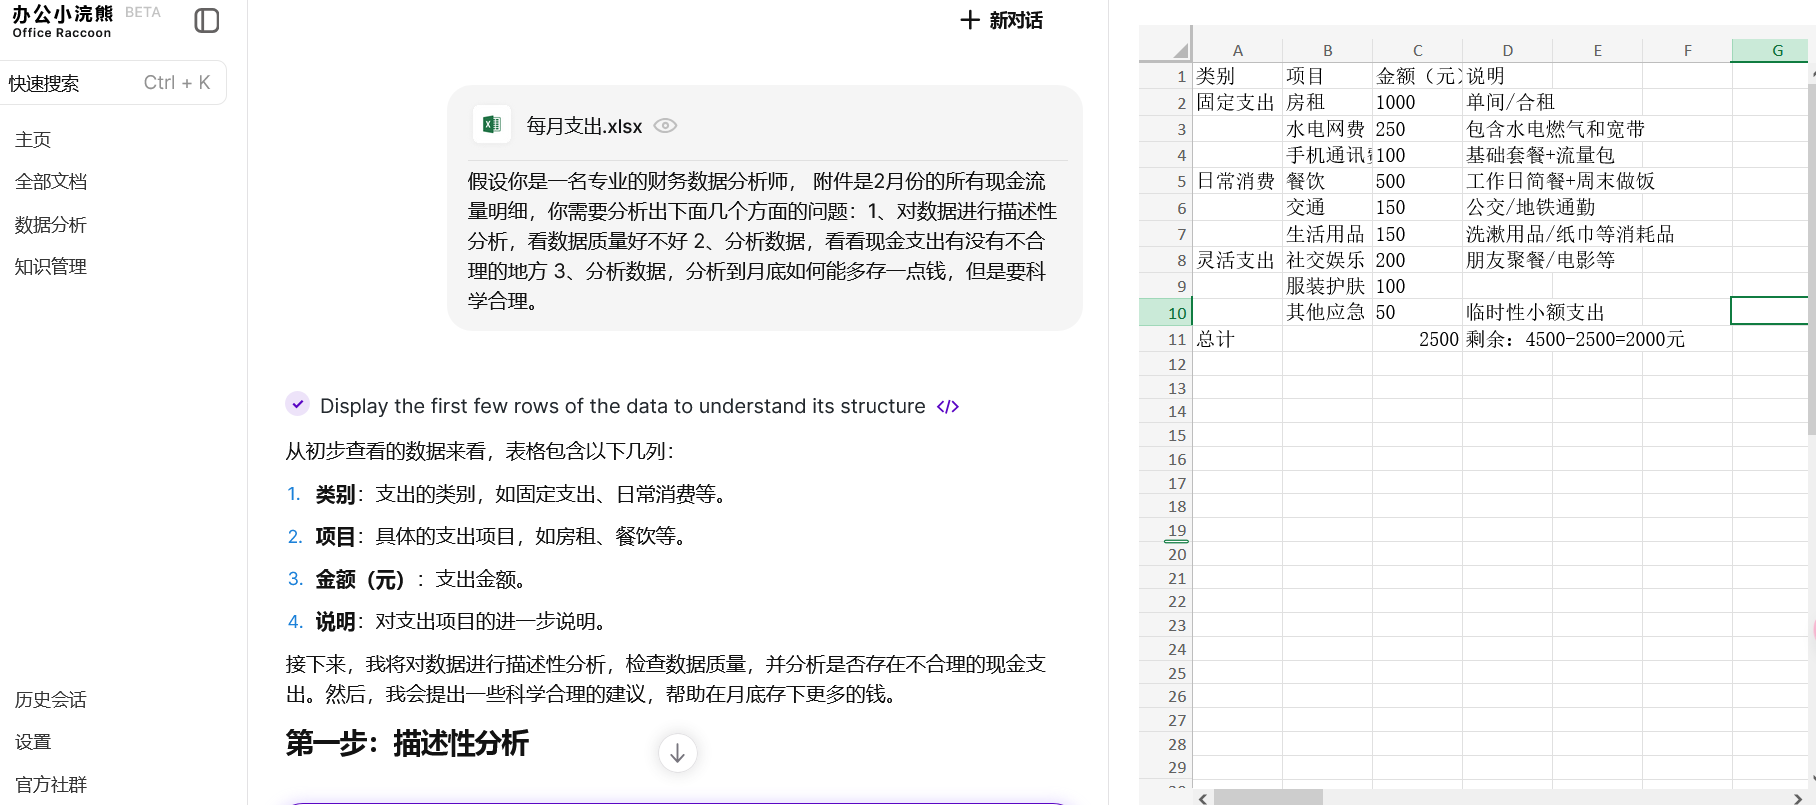 办公小浣熊 BETA
Office Raccoon
快速搜索 Ctrl + K
主页
全部文档
数据分析
知识管理
历史会话
设置
官方社群
新对话
每月支出.xlsx
假设你是一名专业的财务数据分析师， 附件是2月份的所有现金流
量明细，你需要分析出下面几个方面的问题：1、对数据进行描述性
分析，看数据质量好不好 2、分析数据，看看现金支出有没有不合
理的地方 3、分析数据，分析到月底如何能多存一点钱，但是要科
学合理。
Display the first few rows of the data to understand its structure </>
从初步查看的数据来看，表格包含以下几列：
1. 类别：支出的类别，如固定支出、日常消费等。
2. 项目：具体的支出项目，如房租、餐饮等。
3. 金额（元）：支出金额。
4. 说明：对支出项目的进一步说明。
接下来，我将对数据进行描述性分析，检查数据质量，并分析是否存在不合理的现金支
出。然后，我会提出一些科学合理的建议，帮助在月底存下更多的钱。
第一步：描述性分析
A B C D E F G
1 类别 项目 金额（元） 说明
2 固定支出 房租 1000 单间/合租
3 水电网费 250 包含水电燃气和宽带
4 手机通讯 100 基础套餐+流量包
5 日常消费 餐饮 500 工作日简餐+周末做饭
6 交通 150 公交/地铁通勤
7 生活用品 150 洗漱用品/纸巾等消耗品
8 灵活支出 社交娱乐 200 朋友聚餐/电影等
9 服装护肤 100
10 其他应急 50 临时性小额支出
11 总计 2500 剩余：4500-2500=2000元
12
13
14
15
16
17
18
19
20
21
22
23
24
25
26
27
28
29